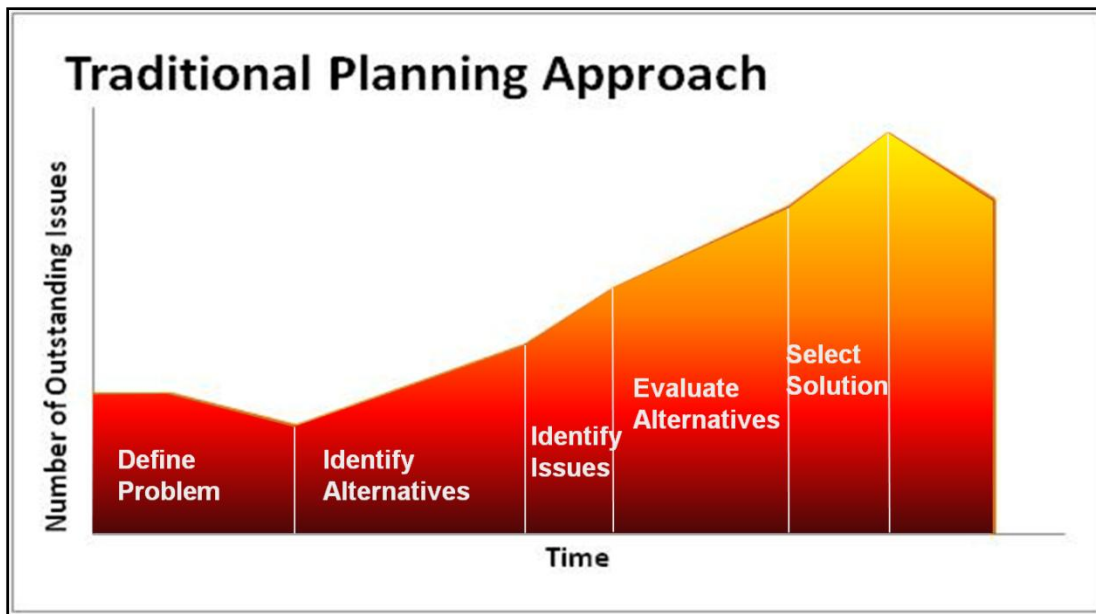 Traditional Planning Approach
Number of Outstanding Issues
Define
Problem
Identify
Alternatives
Identify
Issues
Evaluate
Alternatives
Select
Solution
Time